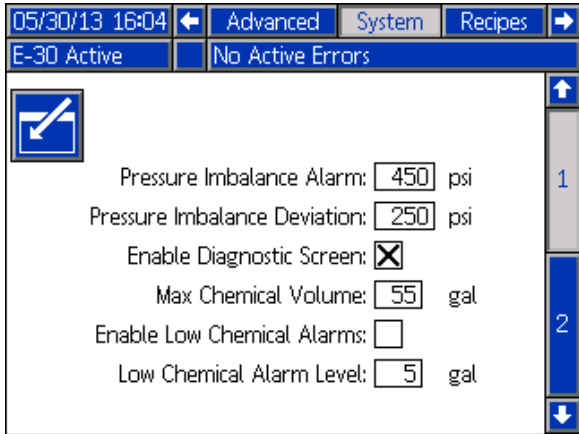 05/30/13 16:04 Advanced System Recipes
E-30 Active No Active Errors
Pressure Imbalance Alarm: 450 psi
1
Pressure Imbalance Deviation: 250 psi
Enable Diagnostic Screen:
Max Chemical Volume: 55 gal
Enable Low Chemical Alarms:
2
Low Chemical Alarm Level: 5 gal